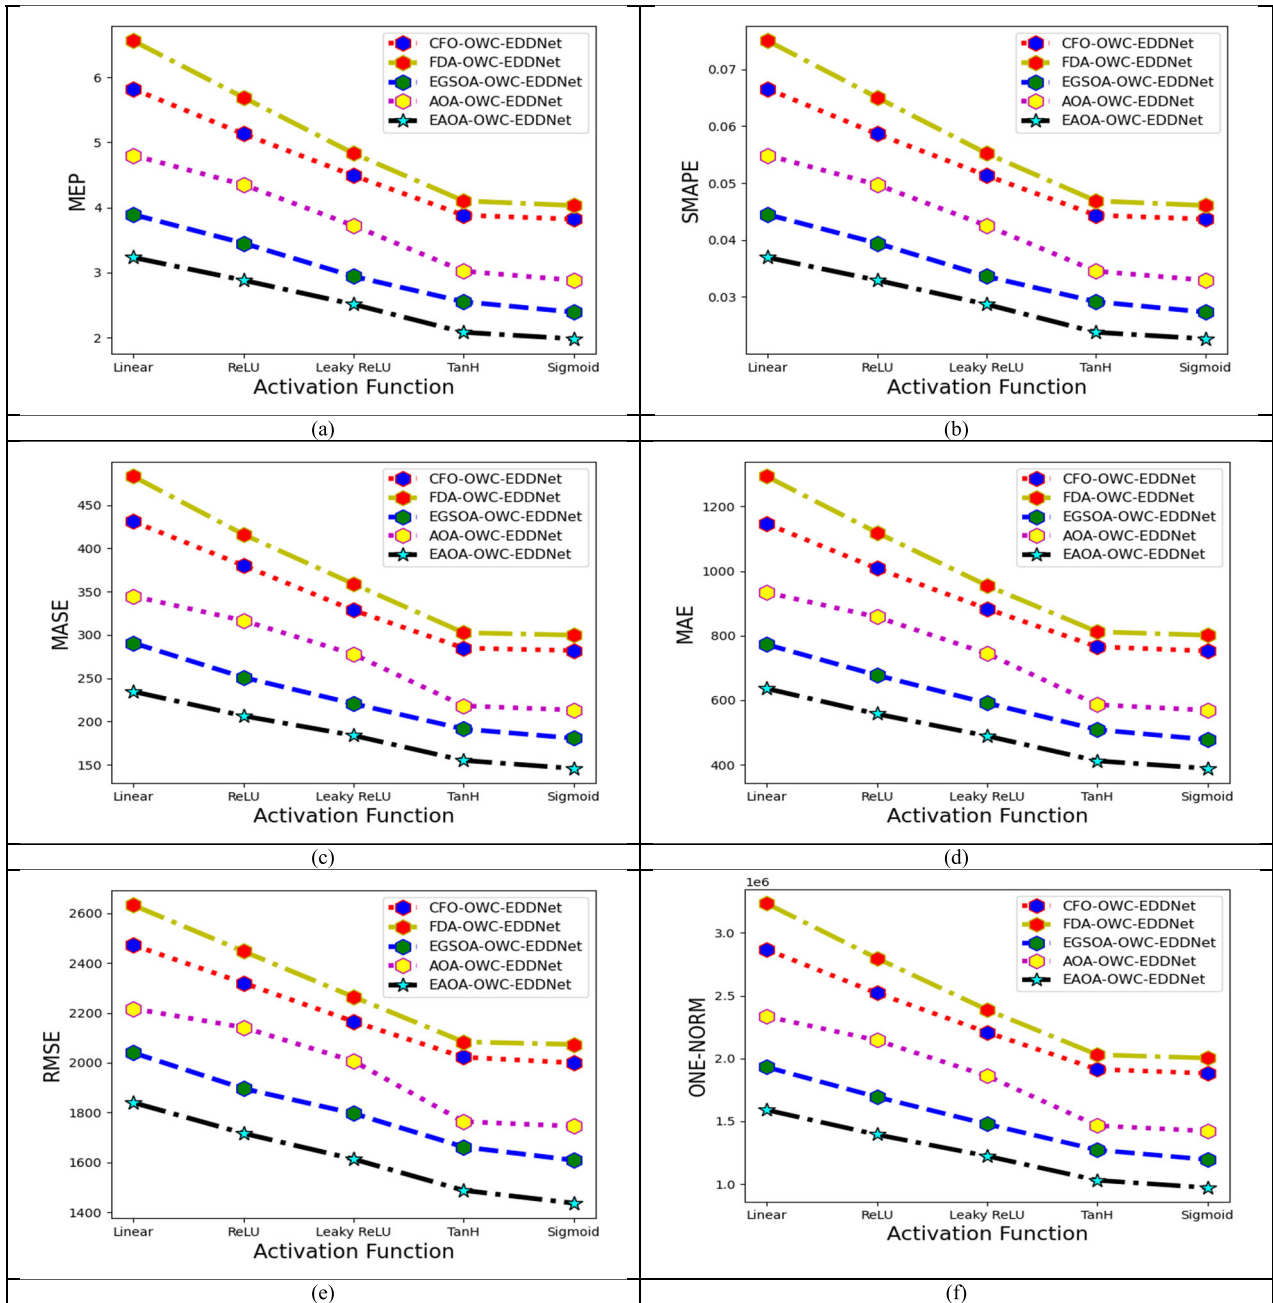 CFO-OWC-EDDNet
FDA-OWC-EDDNet
EGSOA-OWC-EDDNet
AOA-OWC-EDDNet
EAOA-OWC-EDDNet
6
5
4
3
2
MEP
Linear ReLU Leaky ReLU TanH Sigmoid
Activation Function
(a)
CFO-OWC-EDDNet
FDA-OWC-EDDNet
EGSOA-OWC-EDDNet
AOA-OWC-EDDNet
EAOA-OWC-EDDNet
0.07
0.06
0.05
0.04
0.03
SMAPE
Linear ReLU Leaky ReLU TanH Sigmoid
Activation Function
(b)
CFO-OWC-EDDNet
FDA-OWC-EDDNet
EGSOA-OWC-EDDNet
AOA-OWC-EDDNet
EAOA-OWC-EDDNet
450
400
350
300
250
200
150
MASE
Linear ReLU Leaky ReLU TanH Sigmoid
Activation Function
(c)
CFO-OWC-EDDNet
FDA-OWC-EDDNet
EGSOA-OWC-EDDNet
AOA-OWC-EDDNet
EAOA-OWC-EDDNet
1200
1000
800
600
400
MAE
Linear ReLU Leaky ReLU TanH Sigmoid
Activation Function
(d)
CFO-OWC-EDDNet
FDA-OWC-EDDNet
EGSOA-OWC-EDDNet
AOA-OWC-EDDNet
EAOA-OWC-EDDNet
2600
2400
2200
2000
1800
1600
1400
RMSE
Linear ReLU Leaky ReLU TanH Sigmoid
Activation Function
(e)
1e6
CFO-OWC-EDDNet
FDA-OWC-EDDNet
EGSOA-OWC-EDDNet
AOA-OWC-EDDNet
EAOA-OWC-EDDNet
3.0
2.5
2.0
1.5
1.0
ONE-NORM
Linear ReLU Leaky ReLU TanH Sigmoid
Activation Function
(f)